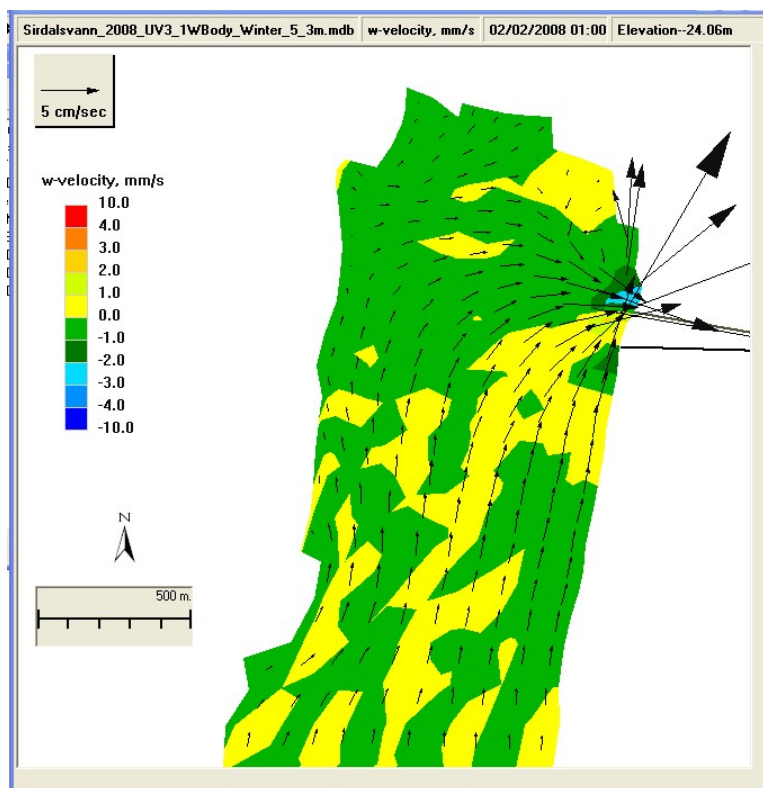 Sirdalsvann_2008_UV3_1WBody_Winter_5_3m.mdb w-velocity, mm/s 02/02/2008 01:00 Elevation--24.06m
5 cm/sec
w-velocity, mm/s
10.0
4.0
3.0
2.0
1.0
0.0
-1.0
-2.0
-3.0
-4.0
-10.0
N
500 m.